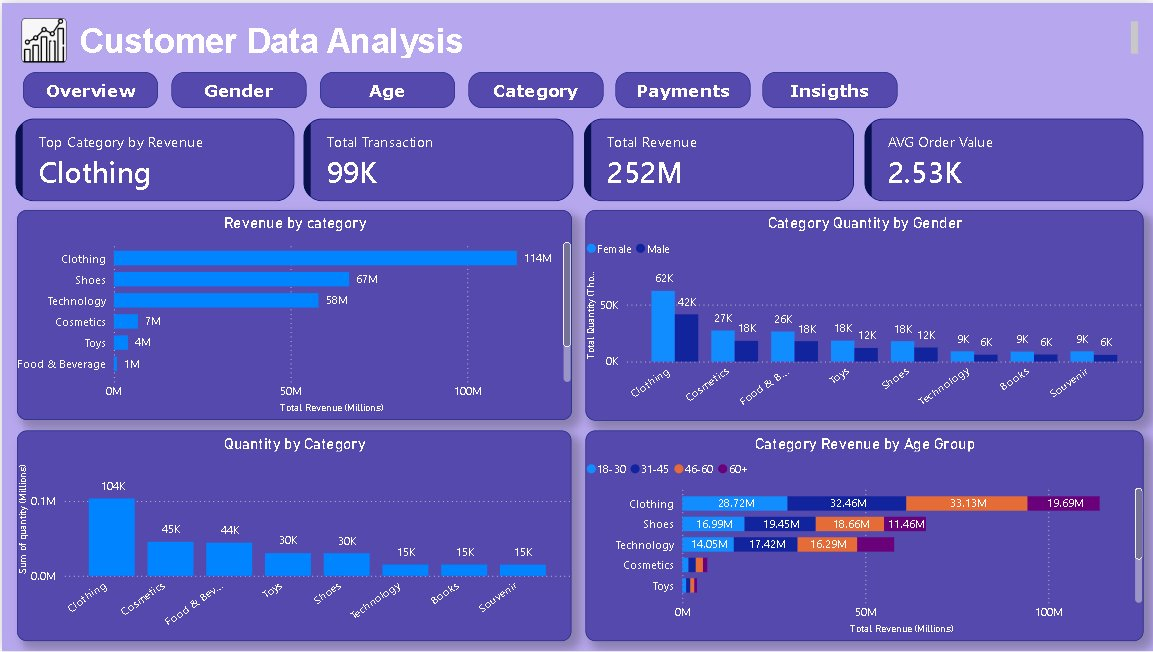 Customer Data Analysis
Overview Gender Age Category Payments Insigths
Top Category by Revenue
Clothing
Total Transaction
99K
Total Revenue
252M
AVG Order Value
2.53K
Revenue by category
Clothing 114M
Shoes 67M
Technology 58M
Cosmetics 7M
Toys 4M
Food & Beverage 1M
0M 50M 100M
Total Revenue (Millions)
Category Quantity by Gender
Female Male
Total Quantity (Tho...
50K
0K
62K 42K 27K 18K 26K 18K 18K 12K 18K 12K 9K 6K 9K 6K 9K 6K
Clothing Cosmetics Food & B... Toys Shoes Technology Books Souvenir
Quantity by Category
Sum of quantity (Millions)
0.1M
0.0M
104K 45K 44K 30K 30K 15K 15K 15K
Clothing Cosmetics Food & Bev... Toys Shoes Technology Books Souvenir
Category Revenue by Age Group
18-30 31-45 46-60 60+
Clothing 28.72M 32.46M 33.13M 19.69M
Shoes 16.99M 19.45M 18.66M 11.46M
Technology 14.05M 17.42M 16.29M
Cosmetics
Toys
0M 50M 100M
Total Revenue (Millions)